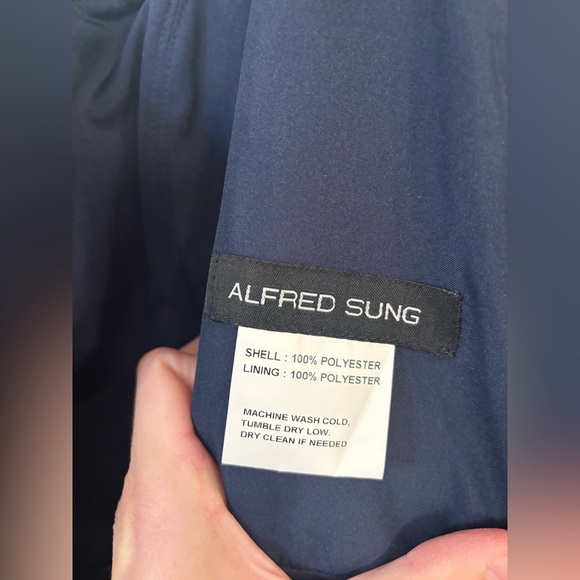 ALFRED SUNG
SHELL : 100% POLYESTER
LINING : 100% POLYESTER
MACHINE WASH COLD,
TUMBLE DRY LOW,
DRY CLEAN IF NEEDED